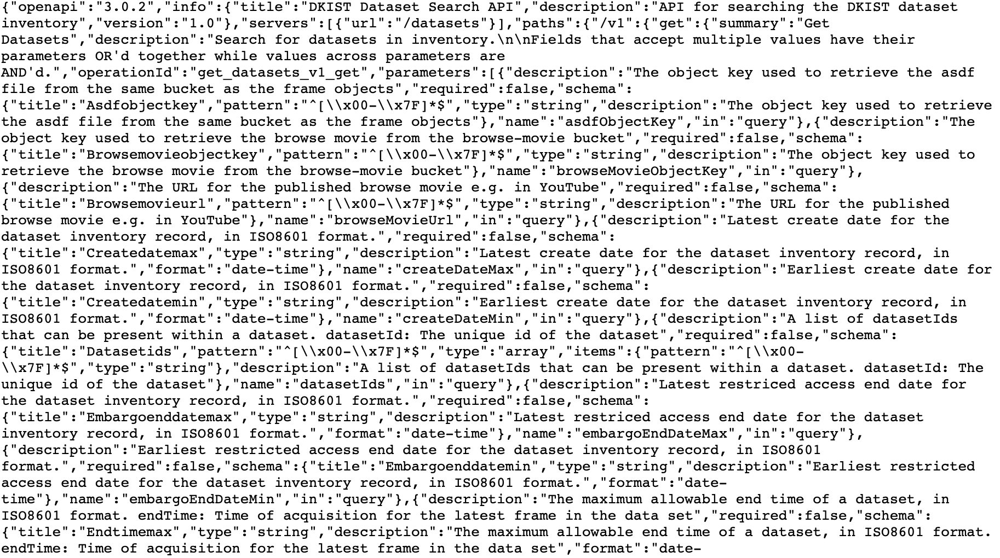 {"openapi":"3.0.2","info":{"title":"DKIST Dataset Search API","description":"API for searching the DKIST dataset
inventory","version":"1.0"},"servers":[{"url":"/datasets"}],"paths":{"/v1":{"get":{"summary":"Get
Datasets","description":"Search for datasets in inventory.\n\nFields that accept multiple values have their
parameters OR'd together while values across parameters are
AND'd.","operationId":"get_datasets_v1_get","parameters":[{"description":"The object key used to retrieve the asdf
file from the same bucket as the frame objects","required":false,"schema":
{"title":"Asdfobjectkey","pattern":"^[\\x00-\\x7F]*$","type":"string","description":"The object key used to retrieve
the asdf file from the same bucket as the frame objects"},"name":"asdfObjectKey","in":"query"},{"description":"The
object key used to retrieve the browse movie from the browse-movie bucket","required":false,"schema":
{"title":"Browsemovieobjectkey","pattern":"^[\\x00-\\x7F]*$","type":"string","description":"The object key used to
retrieve the browse movie from the browse-movie bucket"},"name":"browseMovieObjectKey","in":"query"},
{"description":"The URL for the published browse movie e.g. in YouTube","required":false,"schema":
{"title":"Browsemovieurl","pattern":"^[\\x00-\\x7F]*$","type":"string","description":"The URL for the published
browse movie e.g. in YouTube"},"name":"browseMovieUrl","in":"query"},{"description":"Latest create date for the
dataset inventory record, in ISO8601 format.","required":false,"schema":
{"title":"Createdatemax","type":"string","description":"Latest create date for the dataset inventory record, in
ISO8601 format.","format":"date-time"},"name":"createDateMax","in":"query"},{"description":"Earliest create date for
the dataset inventory record, in ISO8601 format.","required":false,"schema":
{"title":"Createdatemin","type":"string","description":"Earliest create date for the dataset inventory record, in
ISO8601 format.","format":"date-time"},"name":"createDateMin","in":"query"},{"description":"A list of datasetIds
that can be present within a dataset. datasetId: The unique id of the dataset","required":false,"schema":
{"title":"Datasetids","pattern":"^[\\x00-\\x7F]*$","type":"array","items":{"pattern":"^[\\x00-
\\x7F]*$","type":"string"},"description":"A list of datasetIds that can be present within a dataset. datasetId: The
unique id of the dataset"},"name":"datasetIds","in":"query"},{"description":"Latest restriced access end date for
the dataset inventory record, in ISO8601 format.","required":false,"schema":
{"title":"Embargoenddatemax","type":"string","description":"Latest restriced access end date for the dataset
inventory record, in ISO8601 format.","format":"date-time"},"name":"embargoEndDateMax","in":"query"},
{"description":"Earliest restricted access end date for the dataset inventory record, in ISO8601
format.","required":false,"schema":{"title":"Embargoenddatemin","type":"string","description":"Earliest restricted
access end date for the dataset inventory record, in ISO8601 format.","format":"date-
time"},"name":"embargoEndDateMin","in":"query"},{"description":"The maximum allowable end time of a dataset, in
ISO8601 format. endTime: Time of acquisition for the latest frame in the data set","required":false,"schema":
{"title":"Endtimemax","type":"string","description":"The maximum allowable end time of a dataset, in ISO8601 format.
endTime: Time of acquisition for the latest frame in the data set","format":"date-